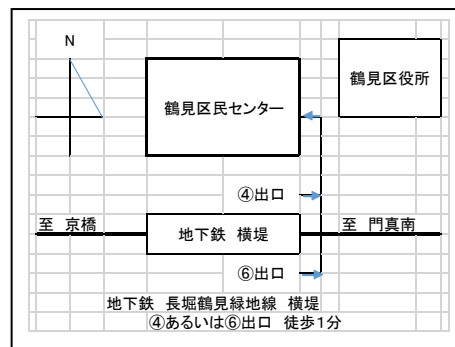 N
鶴見区役所
鶴見区民センター
④出口
至 京橋
地下鉄 横堤
至 門真南
⑥出口
地下鉄 長堀鶴見緑地線 横堤
④あるいは⑥出口 徒歩1分